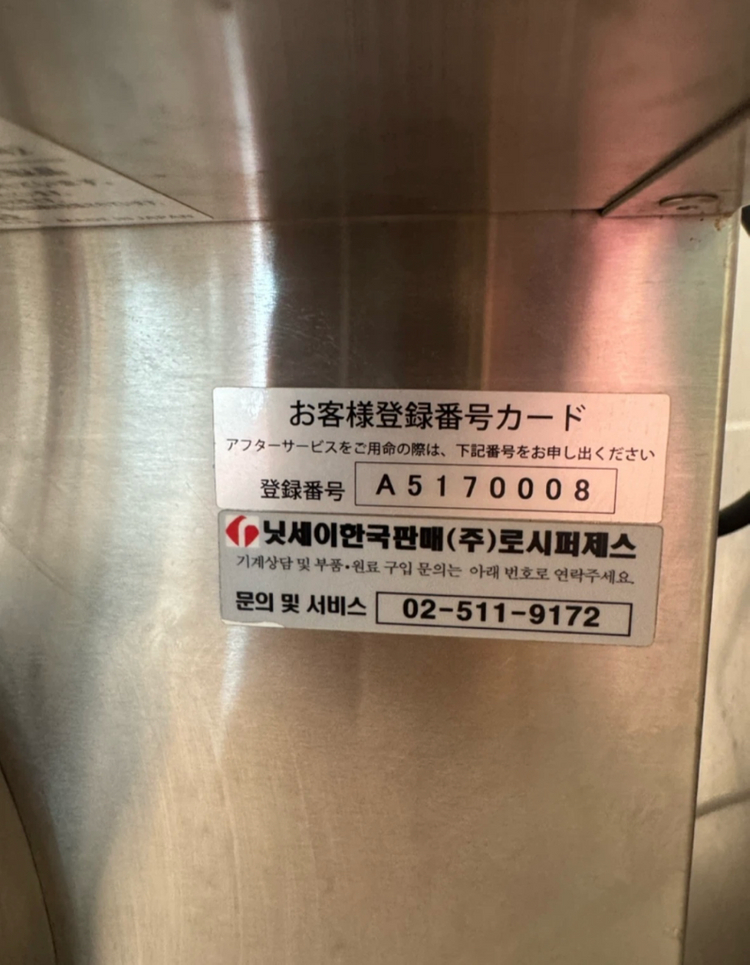 お客様登録番号カード
アフターサービスをご用命の際は、下記番号をお申し出ください
登録番号 A5170008
닛세이한국판매(주)로시퍼제스
기계상담 및 부품•원료 구입 문의는 아래 번호로 연락주세요.
문의 및 서비스 02-511-9172